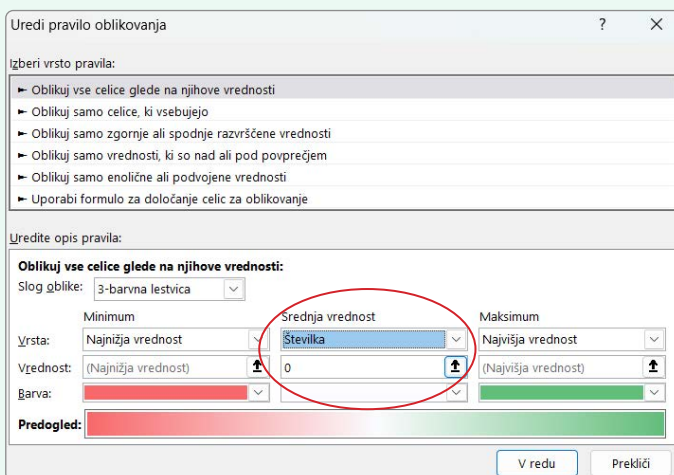 Uredi pravilo oblikovanja ?
Izberi vrsto pravila:
► Oblikuj vse celice glede na njihove vrednosti
► Oblikuj samo celice, ki vsebujejo
► Oblikuj samo zgornje ali spodnje razvrščene vrednosti
► Oblikuj samo vrednosti, ki so nad ali pod povprečjem
► Oblikuj samo enolične ali podvojene vrednosti
► Uporabi formulo za določanje celic za oblikovanje
Uredite opis pravila:
Oblikuj vse celice glede na njihove vrednosti:
Slog oblike: 3-barvna lestvica
Minimum Srednja vrednost Maksimum
Vrsta: Najnižja vrednost Številka Najvišja vrednost
Vrednost: (Najnižja vrednost) 0 (Najvišja vrednost)
Barva:
Predogled:
V redu Prekliči